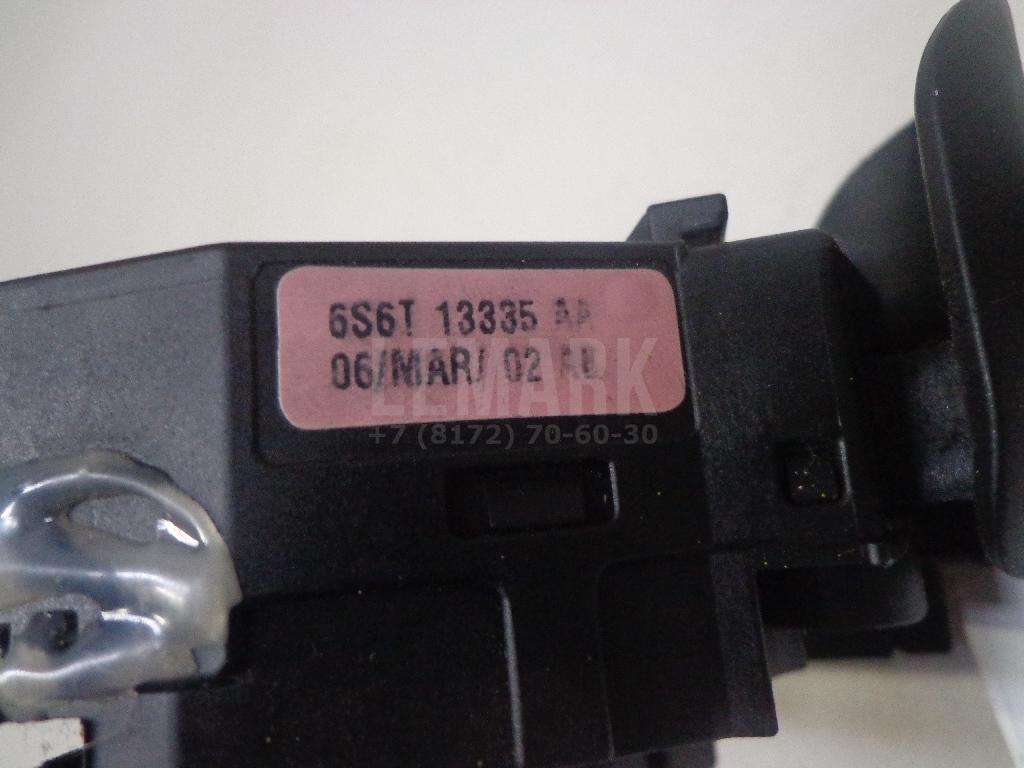 6S6T 13335 AA
06/MAR/ 02
LEMARK
+7 (8172) 70-60-30